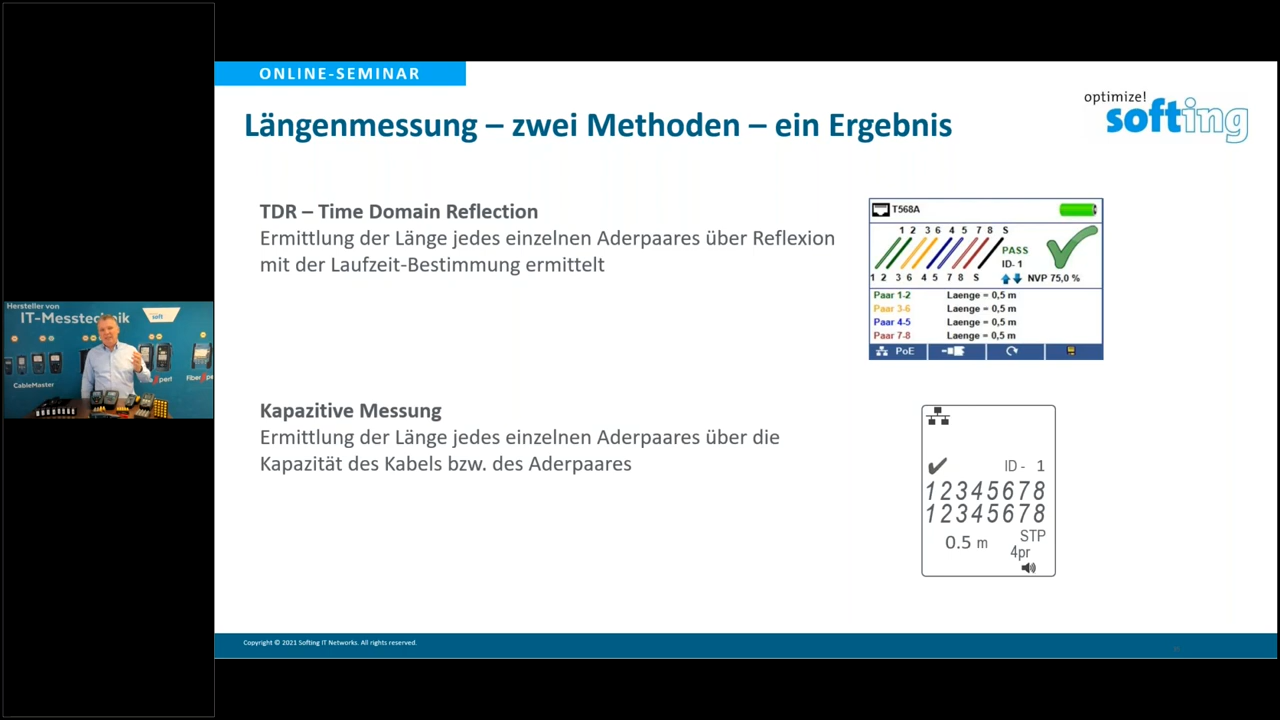 ONLINE-SEMINAR
Längenmessung – zwei Methoden – ein Ergebnis
optimize!
softing
TDR – Time Domain Reflection
Ermittlung der Länge jedes einzelnen Aderpaares über Reflexion
mit der Laufzeit-Bestimmung ermittelt
T568A
1 2 3 6 4 5 7 8 S
PASS
ID- 1
1 2 3 6 4 5 7 8 S
NVP 75,0 %
Paar 1-2 Laenge = 0,5 m
Paar 3-6 Laenge = 0,5 m
Paar 4-5 Laenge = 0,5 m
Paar 7-8 Laenge = 0,5 m
PoE
Hersteller von
IT-Messtechnik
soft
CableMaster
Kapazitive Messung
Ermittlung der Länge jedes einzelnen Aderpaares über die
Kapazität des Kabels bzw. des Aderpaares
ID - 1
12345678
12345678
0.5 m
STP
4pr
Copyright © 2021 Softing IT Networks. All rights reserved.